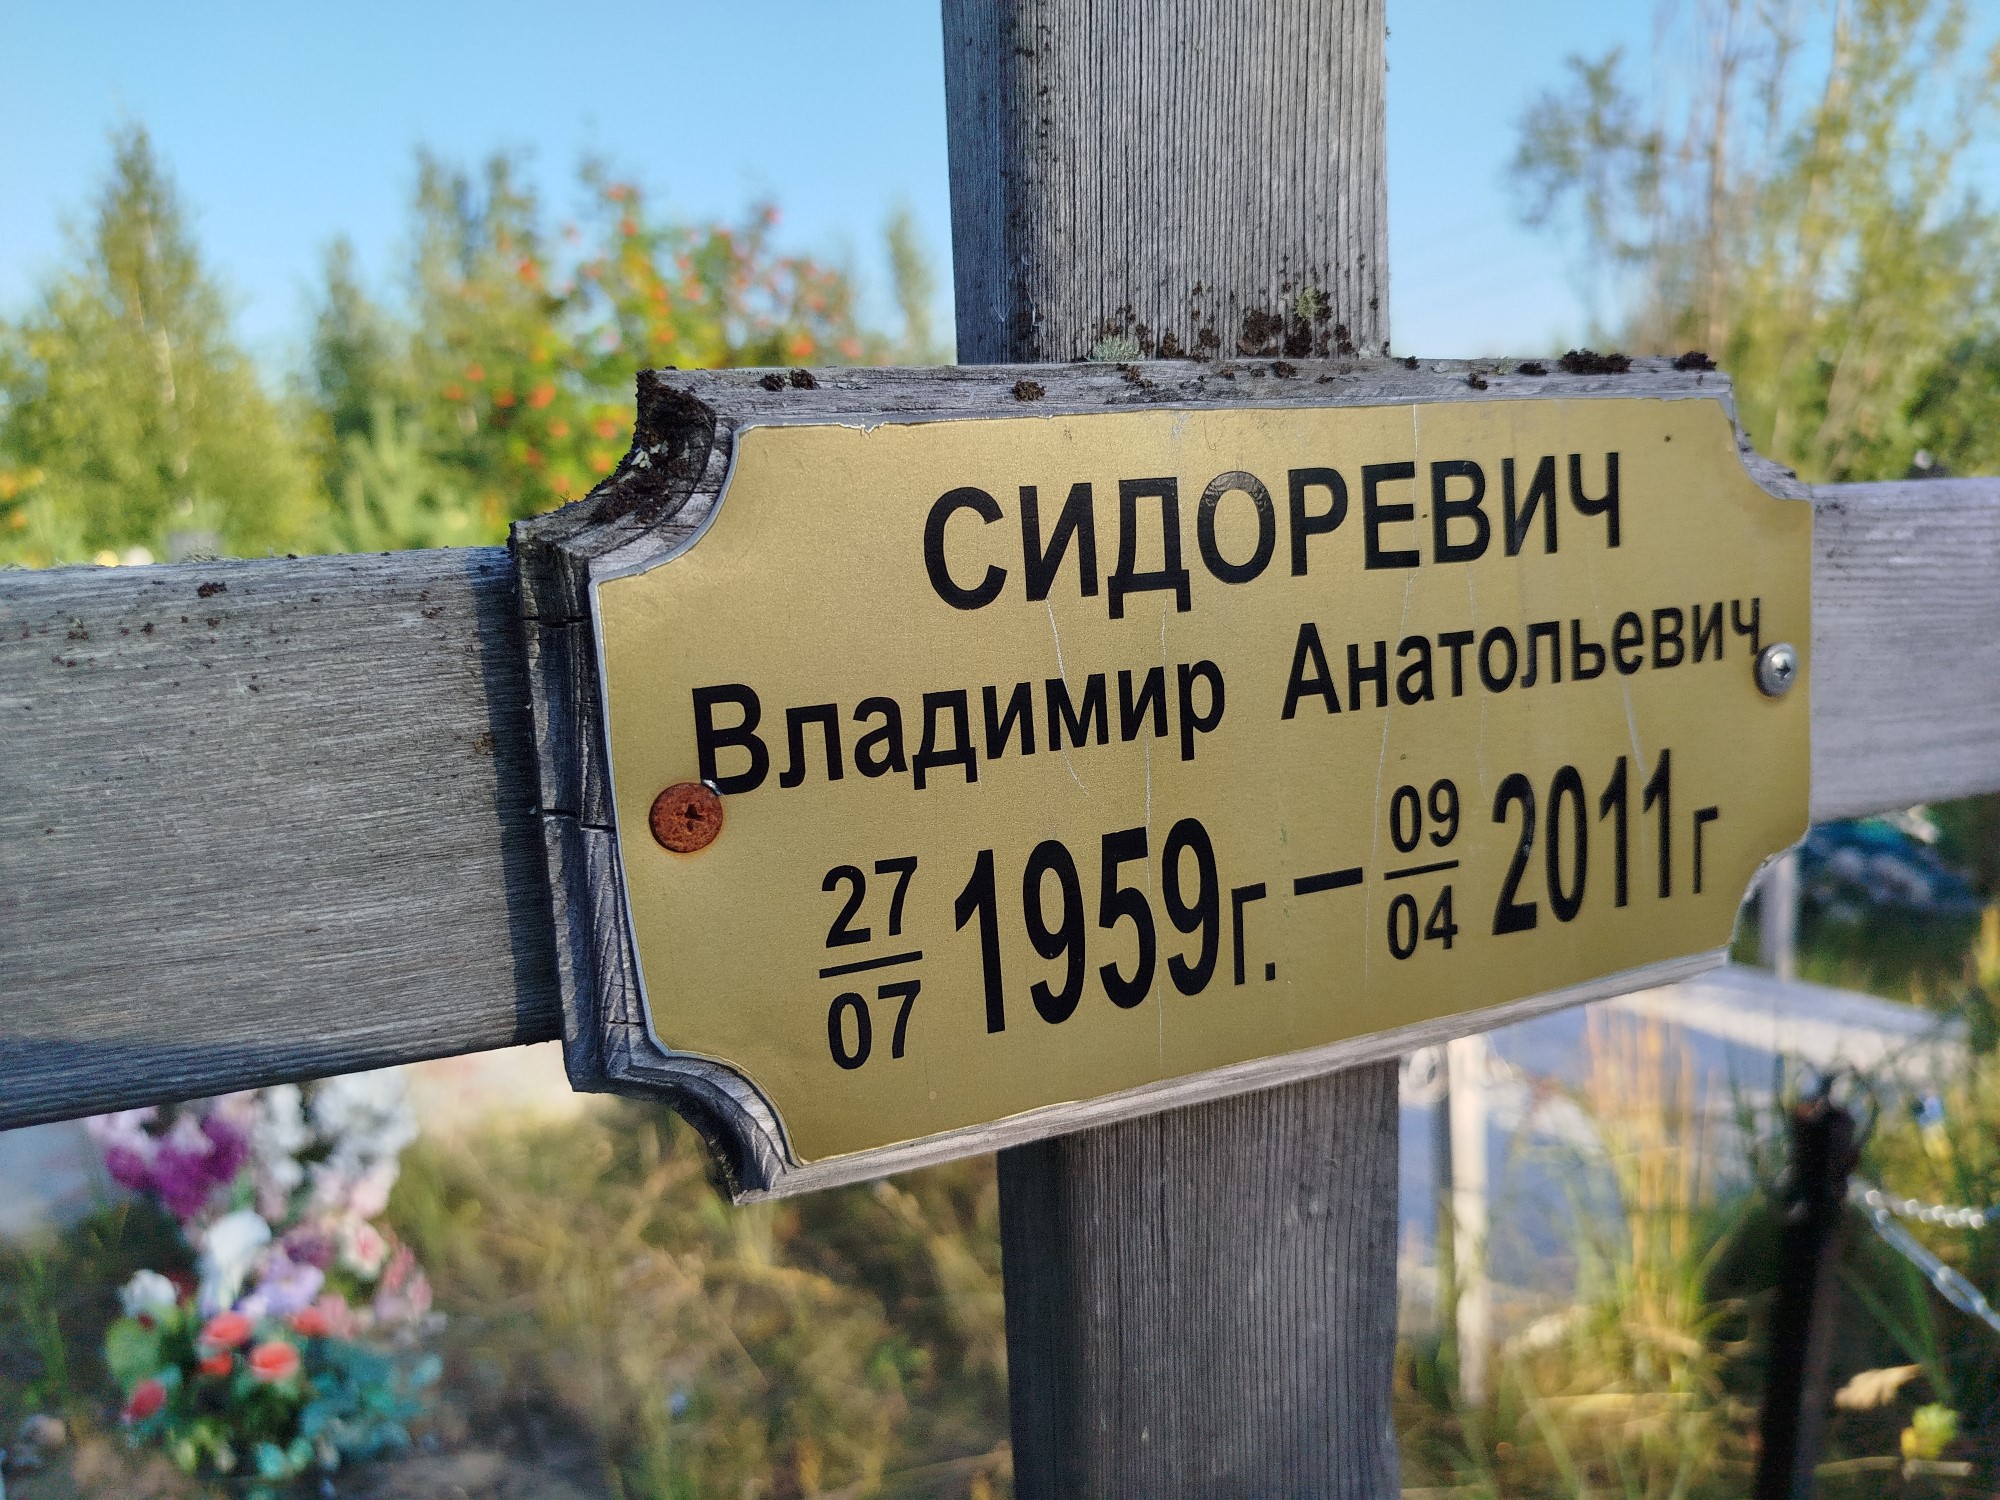 СИДОРЕВИЧ
Владимир Анатольевич
27/07 1959г. – 09/04 2011г